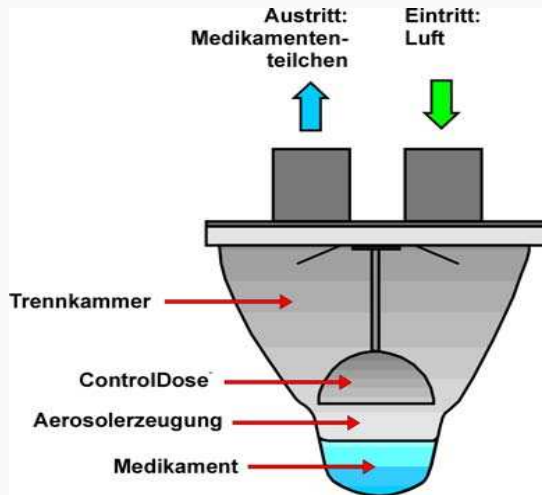 Austritt:
Medikamenten-
teilchen
Eintritt:
Luft
Trennkammer
ControlDose
Aerosolerzeugung
Medikament